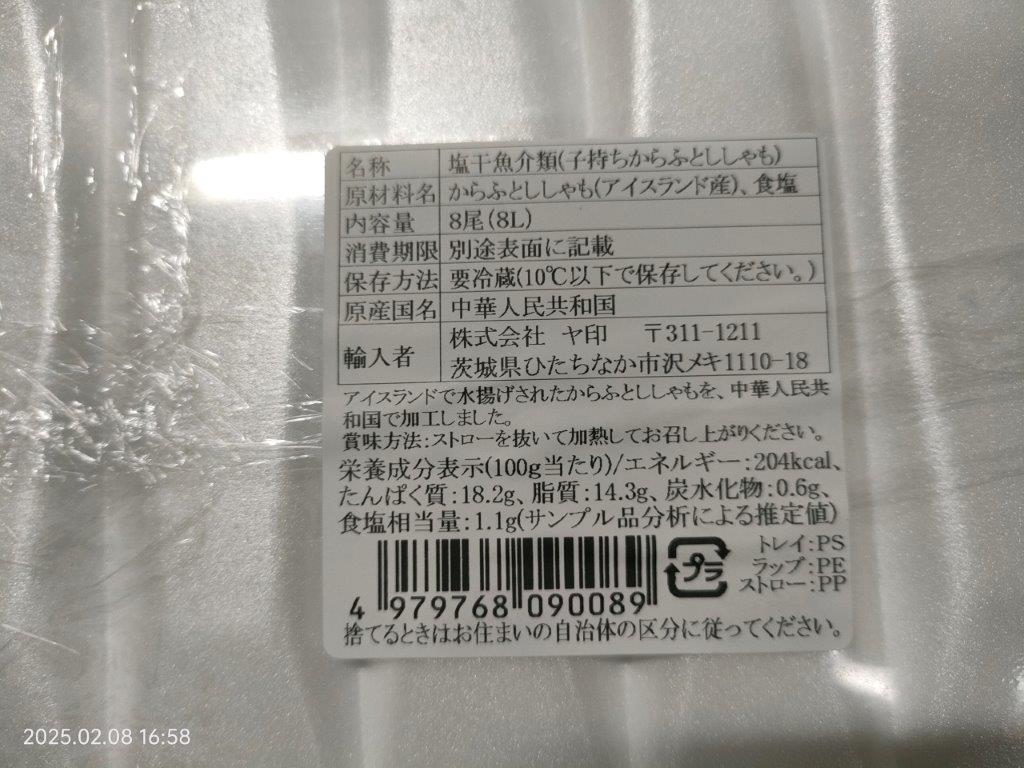 名称 塩干魚介類(子持ちからふとししゃも)
原材料名 からふとししゃも(アイスランド産)、食塩
内容量 8尾(8L)
消費期限 別途表面に記載
保存方法 要冷蔵(10℃以下で保存してください。)
原産国名 中華人民共和国
輸入者 株式会社 ヤ印 〒311-1211
茨城県ひたちなか市沢メキ1110-18
アイスランドで水揚げされたからふとししゃもを、中華人民共
和国で加工しました。
賞味方法:ストローを抜いて加熱してお召し上がりください。
栄養成分表示(100g当たり)/エネルギー:204kcal、
たんぱく質:18.2g、脂質:14.3g、炭水化物:0.6g、
食塩相当量:1.1g(サンプル品分析による推定値)
プラ
トレイ:PS
ラップ:PE
ストロー:PP
4 979768 090089
捨てるときはお住まいの自治体の区分に従ってください。
2025.02.08 16:58